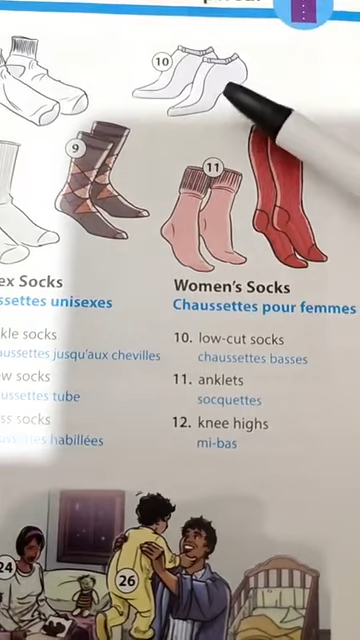 10
9
11
ex Socks
Women's Socks
ssettes unisexes
Chaussettes pour femmes
kle socks
aussettes jusqu'aux chevilles
w socks
aussettes tube
ss socks
habillées
10. low-cut socks
chaussettes basses
11. anklets
socquettes
12. knee highs
mi-bas
24
26